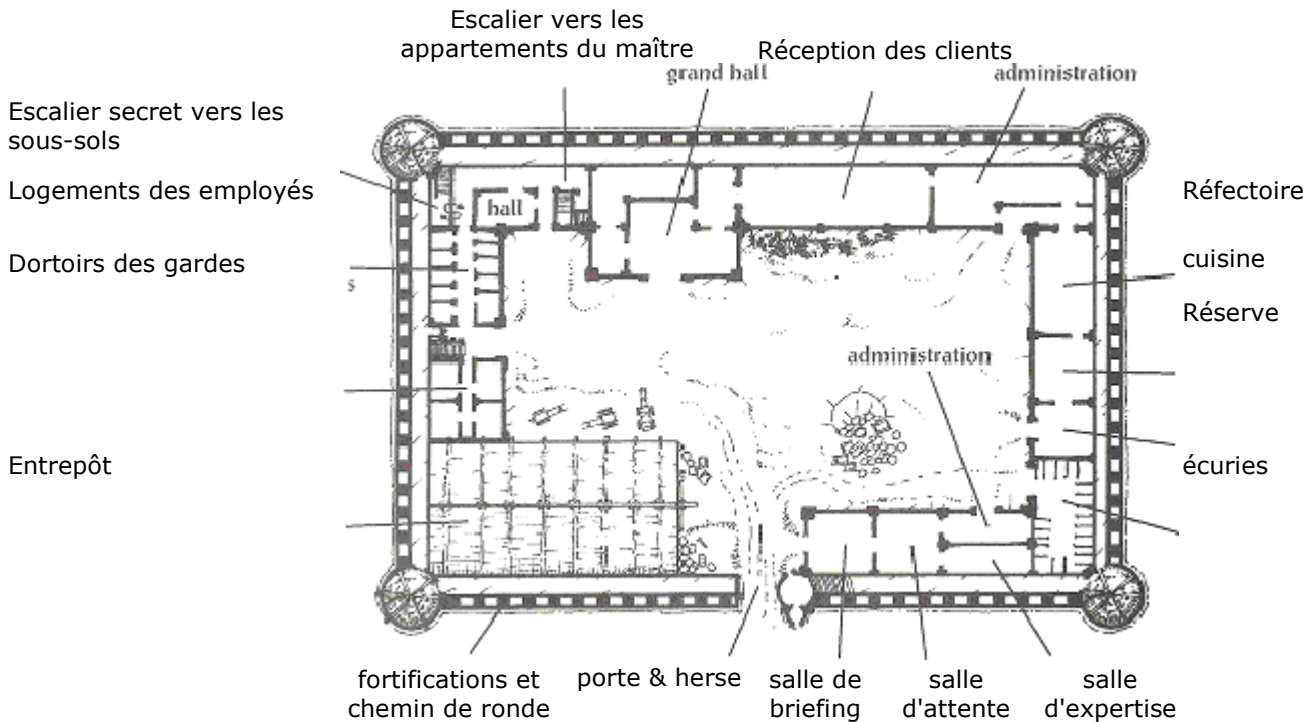 Escalier vers les
appartements du maître
Réception des clients
grand hall
administration
Escalier secret vers les
sous-sols
Logements des employés
Réfectoire
hall
Dortoirs des gardes
cuisine
s
Réserve
administration
Entrepôt
écuries
fortifications et
chemin de ronde
porte & herse
salle de
briefing
salle
d'attente
salle
d'expertise